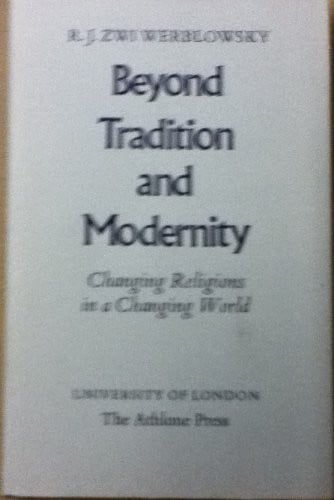 R. J. ZWI WERBLOWSKY
Beyond
Tradition
and
Modernity
Changing Religions
in a Changing World
UNIVERSITY OF LONDON
The Athlone Press